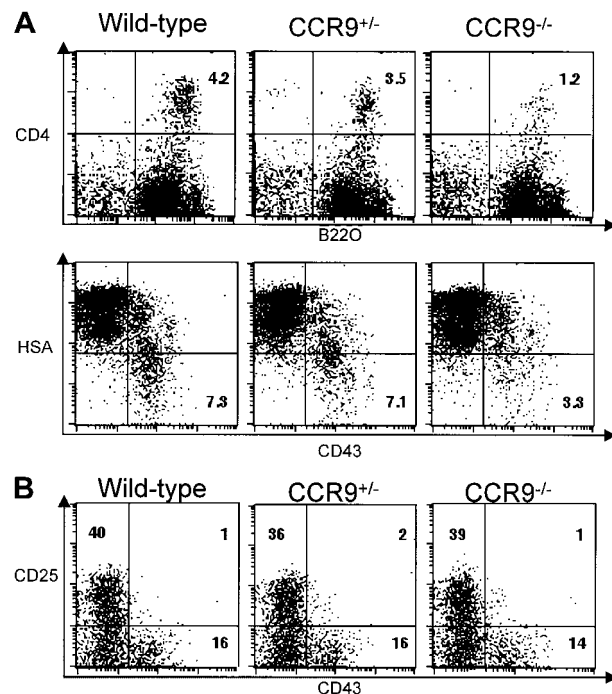 A
Wild-type CCR9+/- CCR9-/-
4.2 3.5 1.2
CD4
B220
HSA
7.3 7.1 3.3
CD43
B
Wild-type CCR9+/- CCR9-/-
40 1 36 2 39 1
CD25
16 16 14
CD43